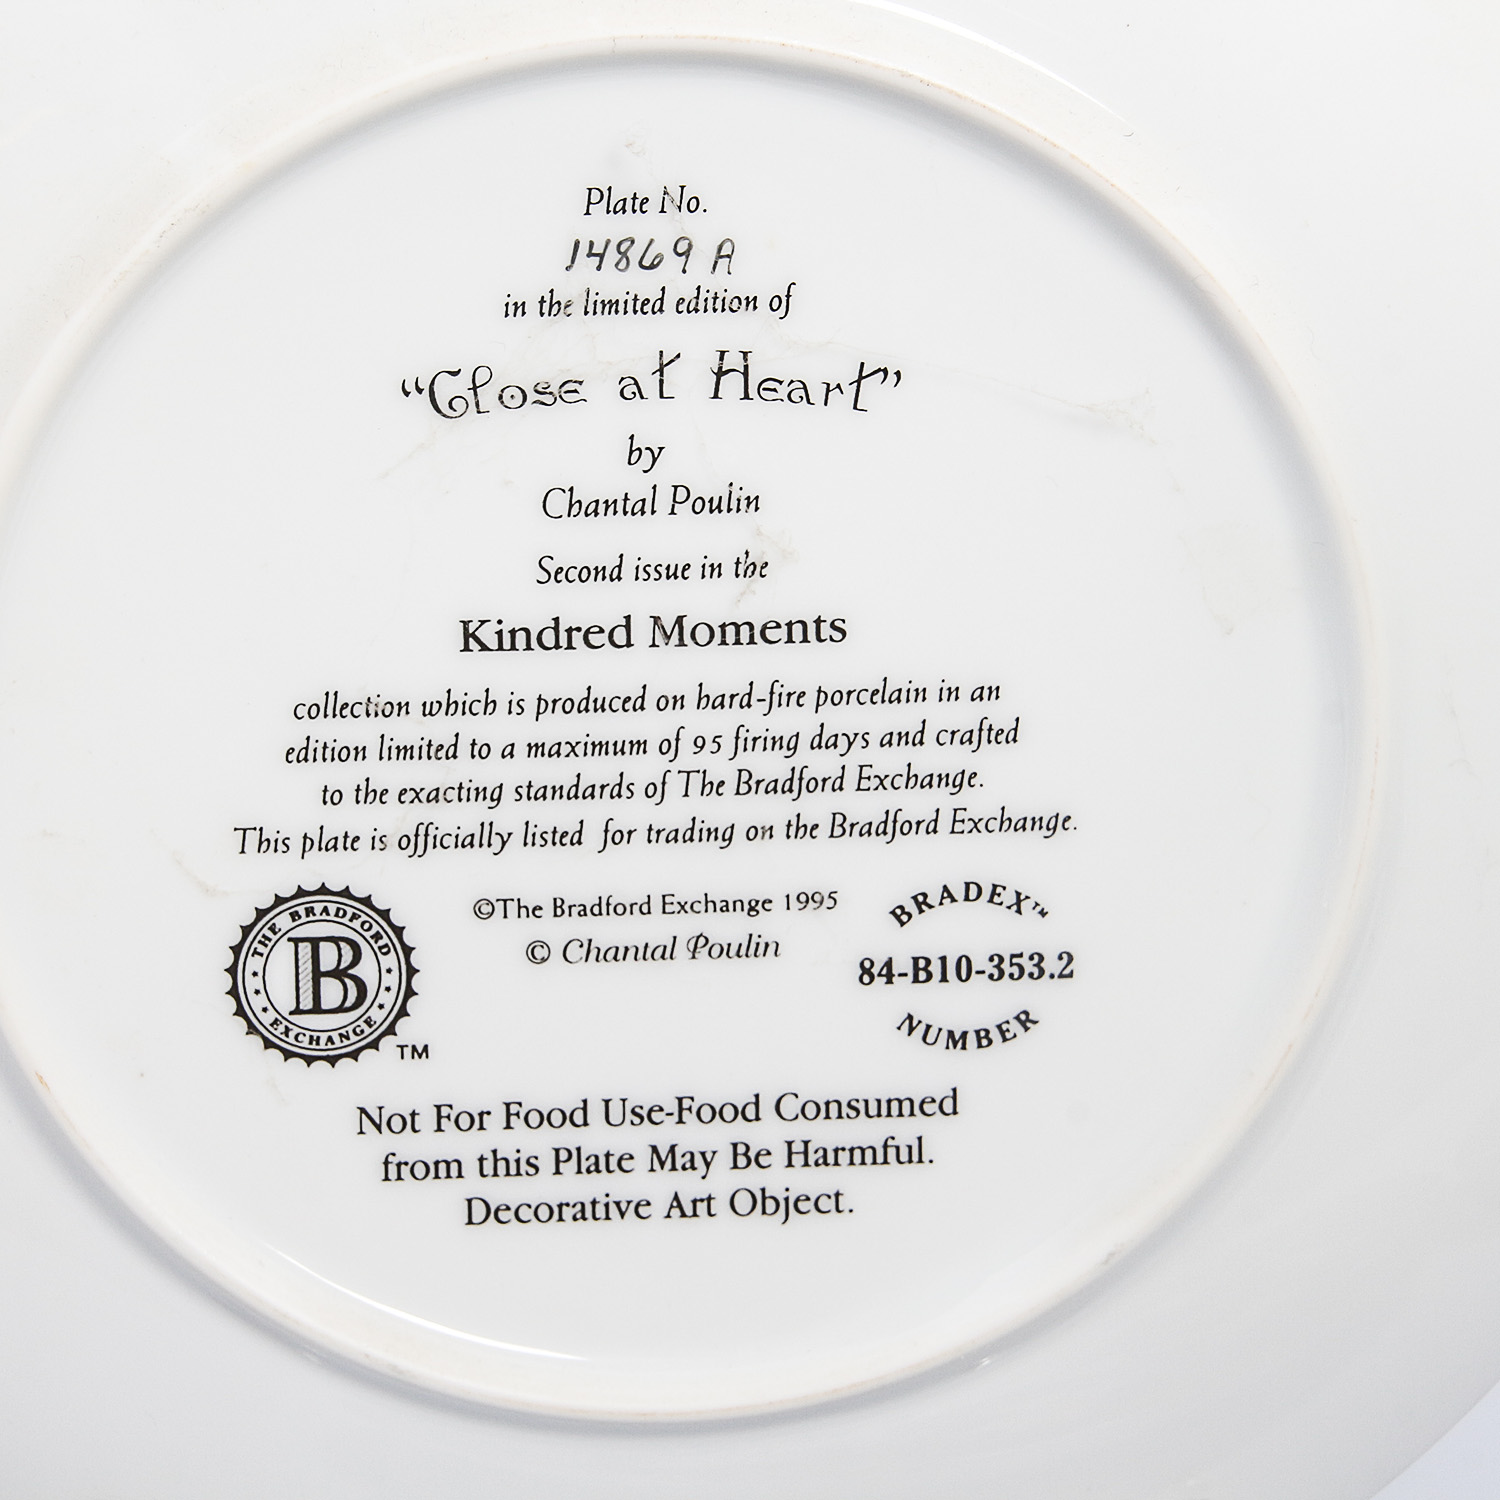 Plate No.
14869 A
in the limited edition of
“Close at Heart”
by
Chantal Poulin
Second issue in the
Kindred Moments
collection which is produced on hard-fire porcelain in an
edition limited to a maximum of 95 firing days and crafted
to the exacting standards of The Bradford Exchange.
This plate is officially listed for trading on the Bradford Exchange.
THE BRADFORD
B
EXCHANGE
TM
©The Bradford Exchange 1995
© Chantal Poulin
BRADEX™
84-B10-353.2
NUMBER
Not For Food Use-Food Consumed
from this Plate May Be Harmful.
Decorative Art Object.